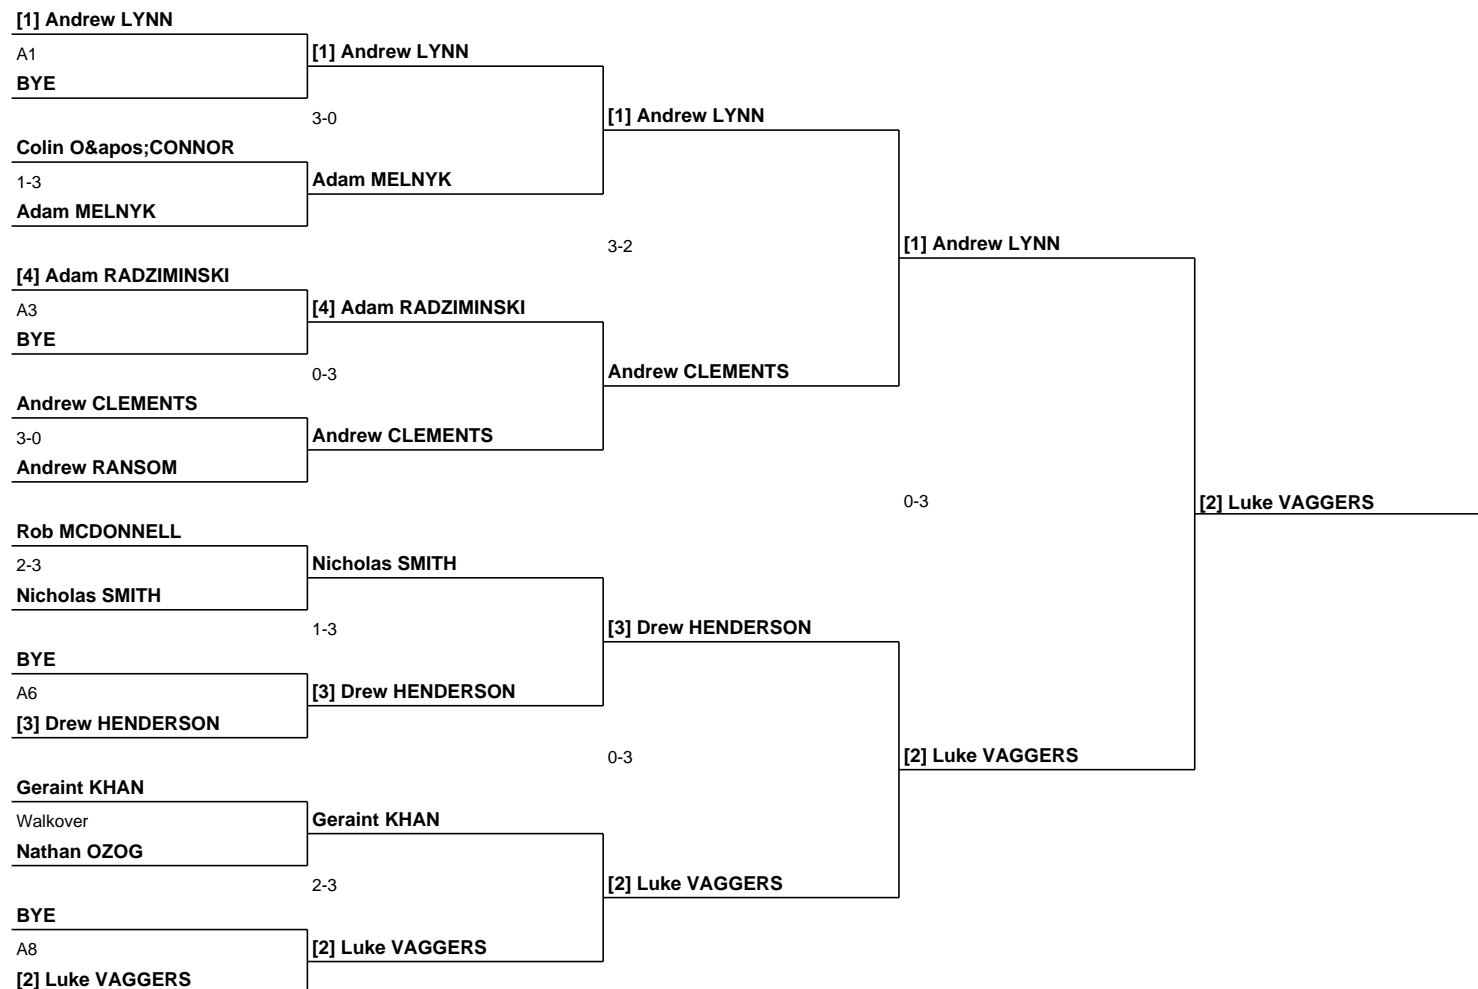 [1] Andrew LYNN
A1
BYE
Colin O&apos;CONNOR
1-3
Adam MELNYK
[4] Adam RADZIMINSKI
A3
BYE
Andrew CLEMENTS
3-0
Andrew RANSOM
Rob MCDONNELL
2-3
Nicholas SMITH
BYE
A6
[3] Drew HENDERSON
Geraint KHAN
Walkover
Nathan OZOG
BYE
A8
[2] Luke VAGGERS
[1] Andrew LYNN
3-0
Adam MELNYK
[4] Adam RADZIMINSKI
0-3
Andrew CLEMENTS
Nicholas SMITH
1-3
[3] Drew HENDERSON
Geraint KHAN
2-3
[2] Luke VAGGERS
[1] Andrew LYNN
3-2
Andrew CLEMENTS
[3] Drew HENDERSON
0-3
[2] Luke VAGGERS
[1] Andrew LYNN
0-3
[2] Luke VAGGERS
[2] Luke VAGGERS